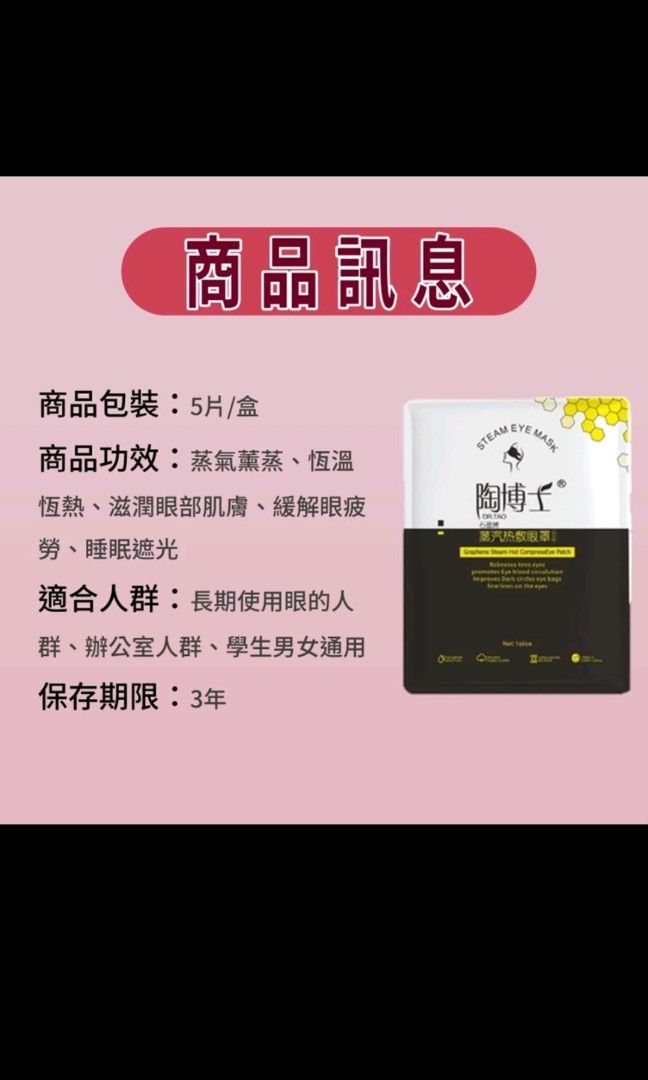 商品訊息
商品包裝：5片/盒
商品功效：蒸氣薰蒸、恆溫
恆熱、滋潤眼部肌膚、緩解眼疲
勞、睡眠遮光
適合人群：長期使用眼的人
群、辦公室人群、學生男女通用
保存期限：3年
STEAM EYE MASK
陶博士®
DR.TAO
石墨烯
蒸汽热敷眼罩
Graphene Steam Hot CompressEye Patch
Relieves tires eyes
promotes Eye blood circulation
Improves Dark circles eye bags
fine lines on the eyes
Net:1slice